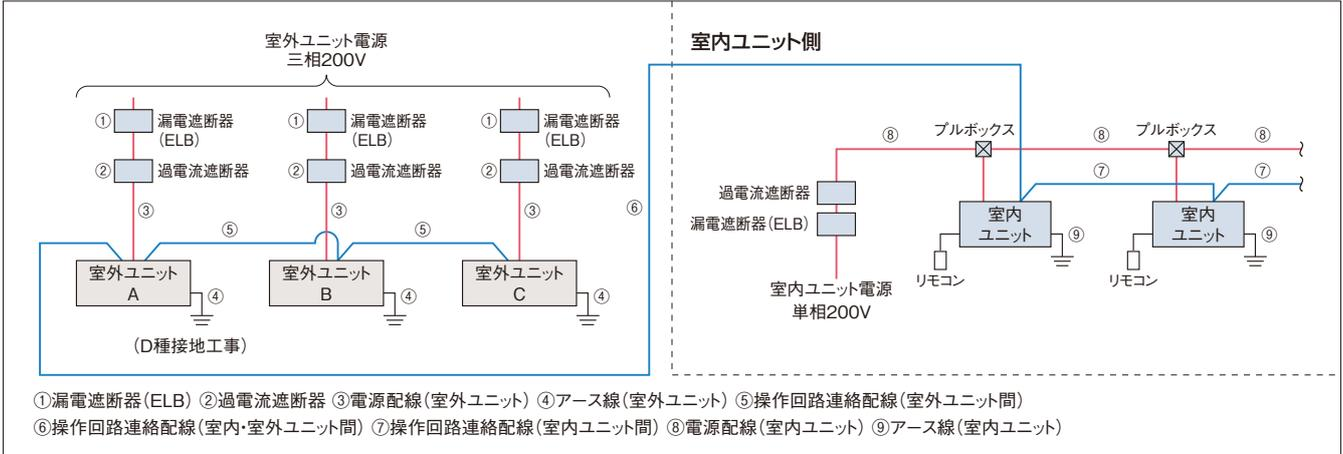 室外ユニット電源
三相200V
① 漏電遮断器
(ELB)
① 漏電遮断器
(ELB)
① 漏電遮断器
(ELB)
② 過電流遮断器
② 過電流遮断器
② 過電流遮断器
③
③
③
⑤
⑤
⑥
室外ユニット
A
④
室外ユニット
B
④
室外ユニット
C
④
(D種接地工事)
室内ユニット側
⑧
プルボックス
⑧
プルボックス
⑧
⑦
⑦
過電流遮断器
漏電遮断器(ELB)
室内
ユニット
⑨
室内
ユニット
⑨
リモコン
リモコン
室内ユニット電源
単相200V
①漏電遮断器(ELB) ②過電流遮断器 ③電源配線(室外ユニット) ④アース線(室外ユニット) ⑤操作回路連絡配線(室外ユニット間)
⑥操作回路連絡配線(室内・室外ユニット間) ⑦操作回路連絡配線(室内ユニット間) ⑧電源配線(室内ユニット) ⑨アース線(室内ユニット)